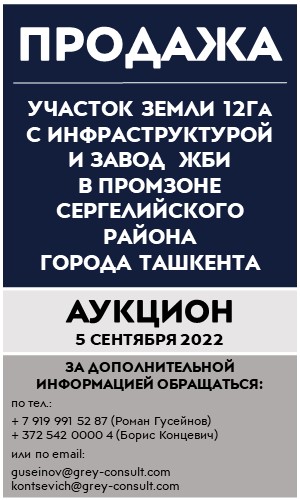 ПРОДАЖА
УЧАСТОК ЗЕМЛИ 12ГА
С ИНФРАСТРУКТУРОЙ
И ЗАВОД ЖБИ
В ПРОМЗОНЕ
СЕРГЕЛИЙСКОГО
РАЙОНА
ГОРОДА ТАШКЕНТА
АУКЦИОН
5 СЕНТЯБРЯ 2022
ЗА ДОПОЛНИТЕЛЬНОЙ
ИНФОРМАЦИЕЙ ОБРАЩАТЬСЯ:
по тел.:
+ 7 919 991 52 87 (Роман Гусейнов)
+ 372 542 0000 4 (Борис Концевич)
или по email:
guseinov@grey-consult.com
kontsevich@grey-consult.com